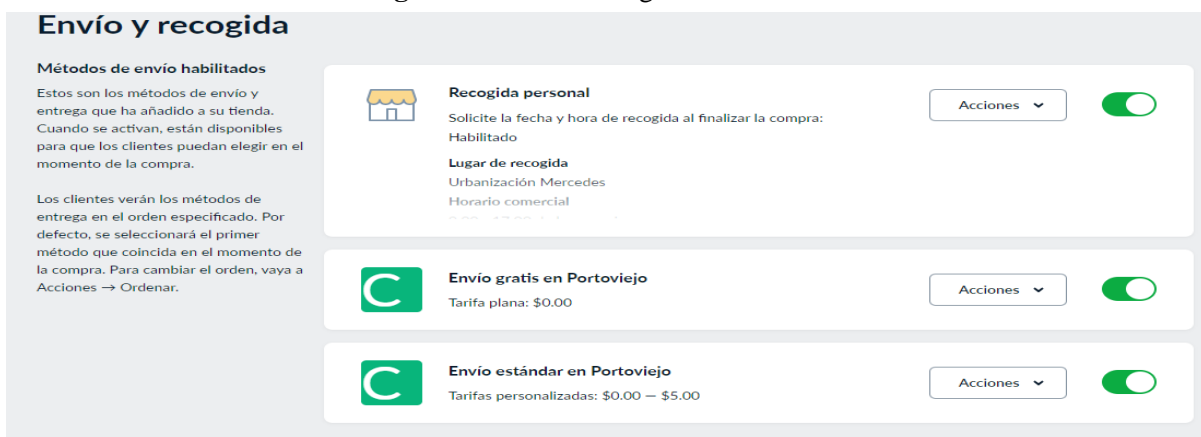 Envío y recogida
Métodos de envío habilitados
Estos son los métodos de envío y
entrega que ha añadido a su tienda.
Cuando se activan, están disponibles
para que los clientes puedan elegir en el
momento de la compra.
Los clientes verán los métodos de
entrega en el orden especificado. Por
defecto, se seleccionará el primer
método que coincida en el momento de
la compra. Para cambiar el orden, vaya a
Acciones → Ordenar.
Recogida personal
Solicite la fecha y hora de recogida al finalizar la compra:
Habilitado
Lugar de recogida
Urbanización Mercedes
Horario comercial
Acciones
C
Envío gratis en Portoviejo
Tarifa plana: $0.00
Acciones
C
Envío estándar en Portoviejo
Tarifas personalizadas: $0.00 — $5.00
Acciones